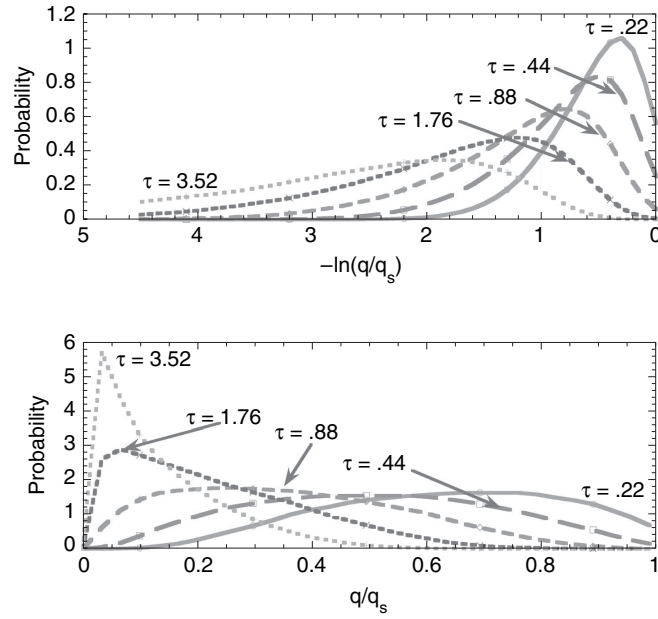 1.2
τ = .22
1
τ = .44
0.8
τ = .88
0.6
τ = 1.76
0.4
τ = 3.52
0.2
0
Probability
5 4 3 2 1 0
–ln(q/qs)
6
τ = 3.52
5
4
τ = 1.76
3
τ = .88
2
τ = .44
τ = .22
1
0
Probability
0 0.2 0.4 0.6 0.8 1
q/qs